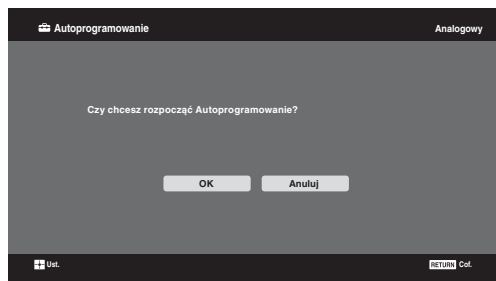 Autoprogramowanie
Analogowy
Czy chcesz rozpocząć Autoprogramowanie?
OK
Anuluj
Ust.
RETURN Cof.